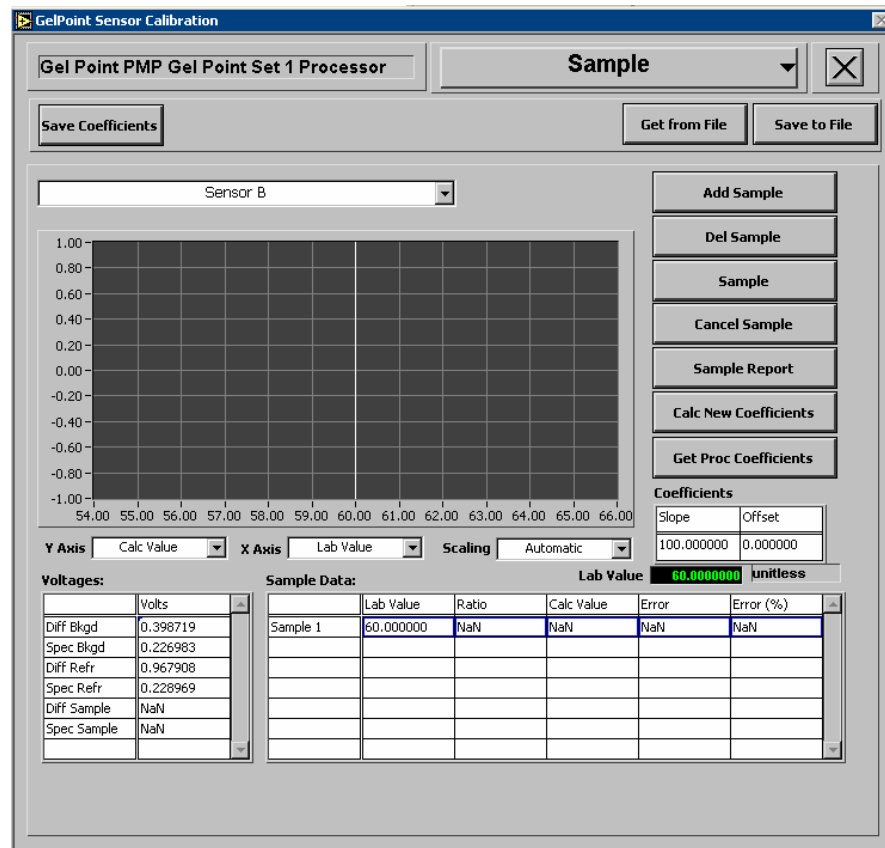 GelPoint Sensor Calibration
Gel Point PMP Gel Point Set 1 Processor
Sample
Save Coefficients
Get from File
Save to File
Sensor B
Add Sample
Del Sample
Sample
Cancel Sample
Sample Report
Calc New Coefficients
Get Proc Coefficients
1.00
0.80
0.60
0.40
0.20
0.00
-0.20
-0.40
-0.60
-0.80
-1.00
54.00 55.00 56.00 57.00 58.00 59.00 60.00 61.00 62.00 63.00 64.00 65.00 66.00
Coefficients
Slope Offset
100.000000 0.000000
Y Axis Calc Value X Axis Lab Value Scaling Automatic
Lab Value 60.0000000 unitless
Voltages:
Volts
Diff Bkgd 0.398719
Spec Bkgd 0.226983
Diff Refr 0.967908
Spec Refr 0.228969
Diff Sample NaN
Spec Sample NaN
Sample Data:
Lab Value Ratio Calc Value Error Error (%)
Sample 1 60.000000 NaN NaN NaN NaN